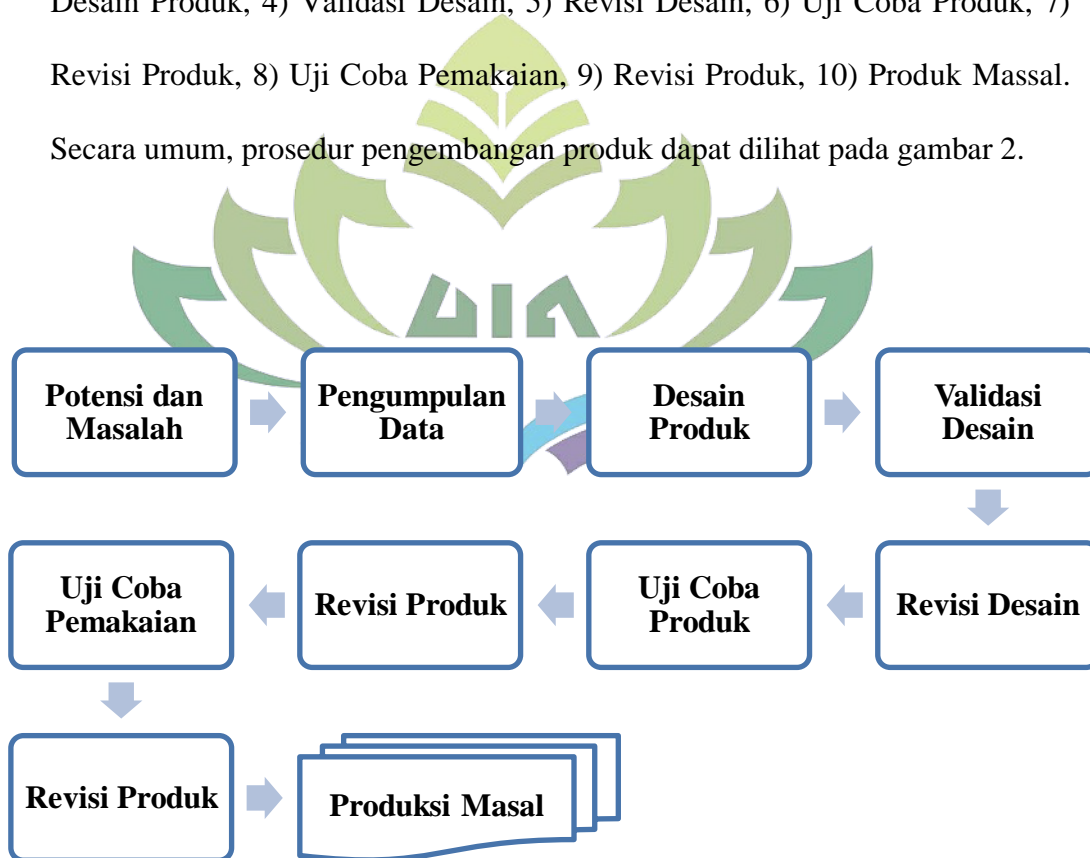 Desain Produk, 4) Validasi Desain, 5) Revisi Desain, 6) Uji Coba Produk, 7)
Revisi Produk, 8) Uji Coba Pemakaian, 9) Revisi Produk, 10) Produk Massal.
Secara umum, prosedur pengembangan produk dapat dilihat pada gambar 2.
UIN
Potensi dan
Masalah
Pengumpulan
Data
Desain
Produk
Validasi
Desain
Uji Coba
Pemakaian
Revisi Produk
Uji Coba
Produk
Revisi Desain
Revisi Produk
Produksi Masal